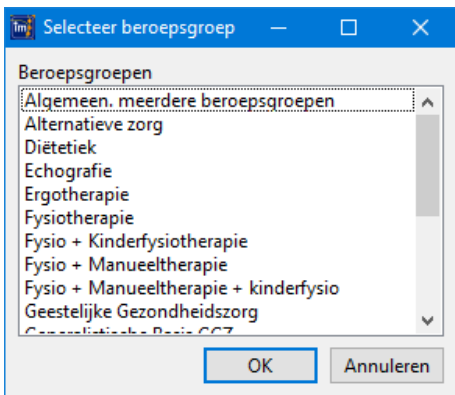 Selecteer beroepsgroep
Beroepsgroepen
Algemeen. meerdere beroepsgroepen
Alternatieve zorg
Diëtetiek
Echografie
Ergotherapie
Fysiotherapie
Fysio + Kinderfysiotherapie
Fysio + Manueeltherapie
Fysio + Manueeltherapie + kinderfysio
Geestelijke Gezondheidszorg
OK
Annuleren